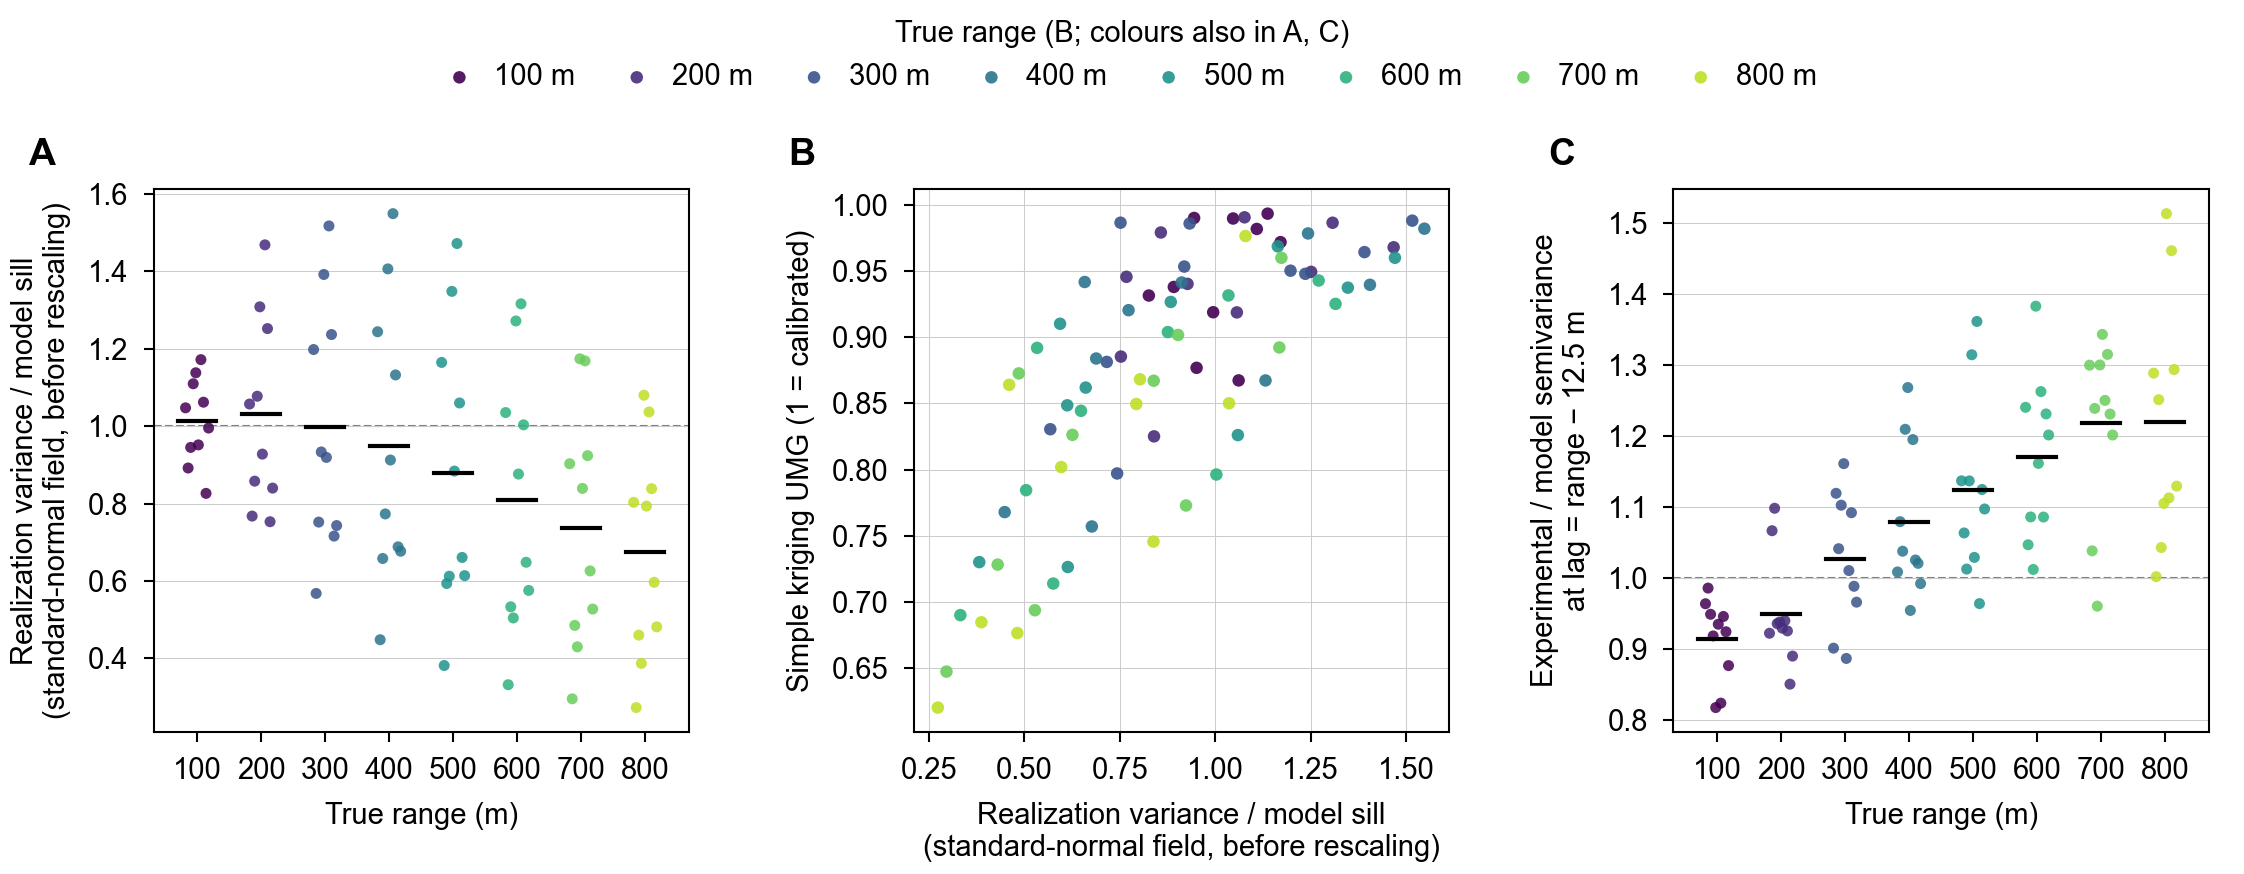 True range (B; colours also in A, C)
100 m 200 m 300 m 400 m 500 m 600 m 700 m 800 m
A
Realization variance / model sill
(standard-normal field, before rescaling)
1.6
1.4
1.2
1.0
0.8
0.6
0.4
100 200 300 400 500 600 700 800
True range (m)
B
Simple kriging UMG (1 = calibrated)
1.00
0.95
0.90
0.85
0.80
0.75
0.70
0.65
0.25 0.50 0.75 1.00 1.25 1.50
Realization variance / model sill
(standard-normal field, before rescaling)
C
Experimental / model semivariance
at lag = range − 12.5 m
1.5
1.4
1.3
1.2
1.1
1.0
0.9
0.8
100 200 300 400 500 600 700 800
True range (m)